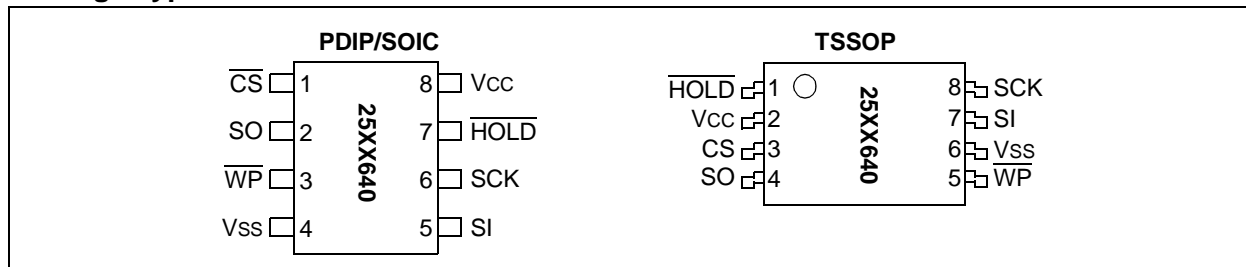 PDIP/SOIC
CS 1 8 VCC
SO 2 7 HOLD
WP 3 6 SCK
VSS 4 5 SI
25XX640
TSSOP
HOLD 1 8 SCK
VCC 2 7 SI
CS 3 6 VSS
SO 4 5 WP
25XX640